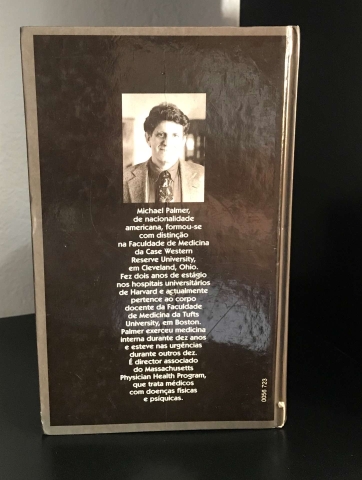 Michael Palmer,
de nacionalidade
americana, formou-se
com distinção
na Faculdade de Medicina
da Case Western
Reserve University,
em Cleveland, Ohio.
Fez dois anos de estágio
nos hospitais universitários
de Harvard e actualmente
pertence ao corpo
docente da Faculdade
de Medicina da Tufts
University, em Boston.
Palmer exerceu medicina
interna durante dez anos
e esteve nas urgências
durante outros dez.
É director associado
do Massachusetts
Physician Health Program,
que trata médicos
com doenças físicas
e psíquicas.
0056 723